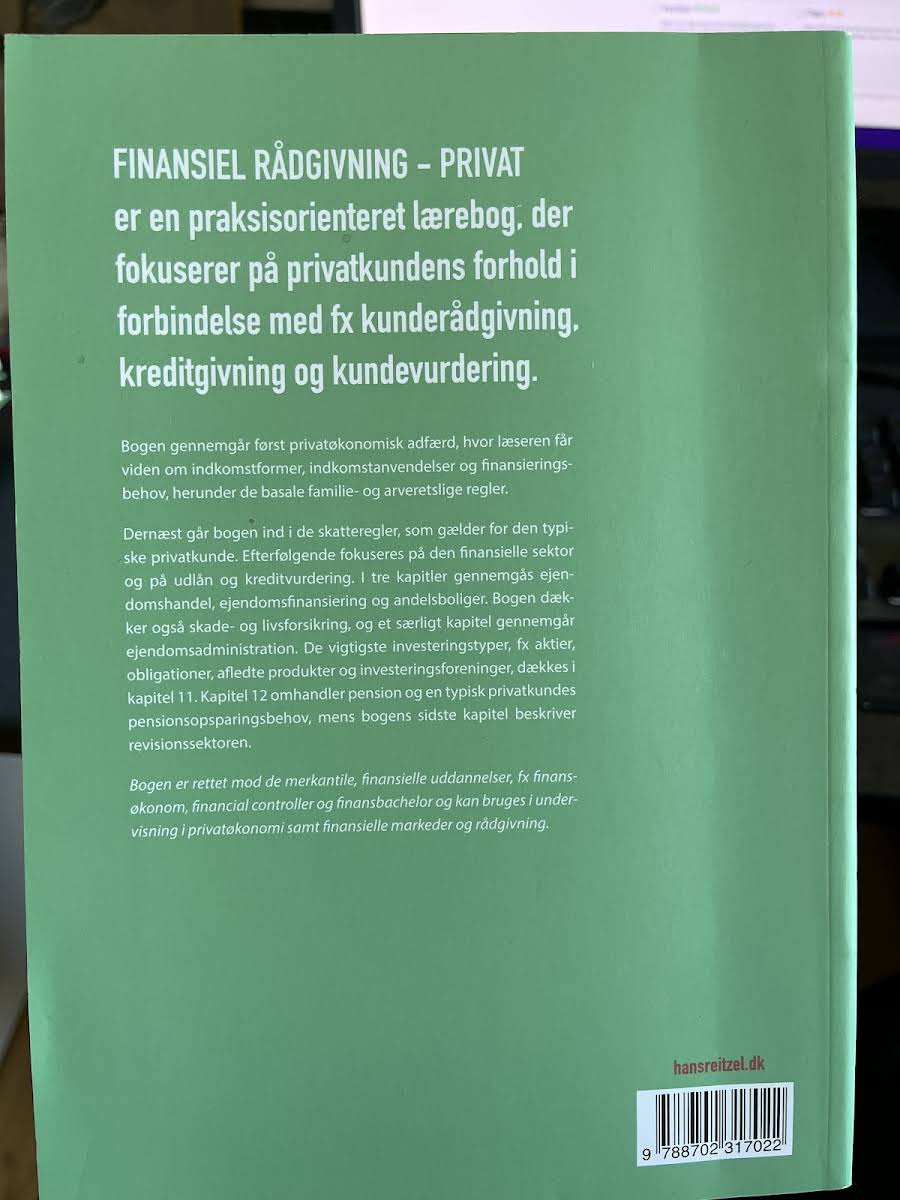 FINANSIEL RÅDGIVNING – PRIVAT
er en praksisorienteret lærebog, der
fokuserer på privatkundens forhold i
forbindelse med fx kunderådgivning,
kreditgivning og kundevurdering.
Bogen gennemgår først privatøkonomisk adfærd, hvor læseren får
viden om indkomstformer, indkomstanvendelser og finansierings-
behov, herunder de basale familie- og arveretslige regler.
Dernæst går bogen ind i de skatteregler, som gælder for den typi-
ske privatkunde. Efterfølgende fokuseres på den finansielle sektor
og på udlån og kreditvurdering. I tre kapitler gennemgås ejen-
domshandel, ejendomsfinansiering og andelsboliger. Bogen dæk-
ker også skade- og livsforsikring, og et særligt kapitel gennemgår
ejendomsadministration. De vigtigste investeringstyper, fx aktier,
obligationer, afledte produkter og investeringsforeninger, dækkes i
kapitel 11. Kapitel 12 omhandler pension og en typisk privatkundes
pensionsopsparingsbehov, mens bogens sidste kapitel beskriver
revisionssektoren.
Bogen er rettet mod de merkantile, finansielle uddannelser, fx finans-
økonom, financial controller og finansbachelor og kan bruges i under-
visning i privatøkonomi samt finansielle markeder og rådgivning.
hansreitzel.dk
9 788702 317022